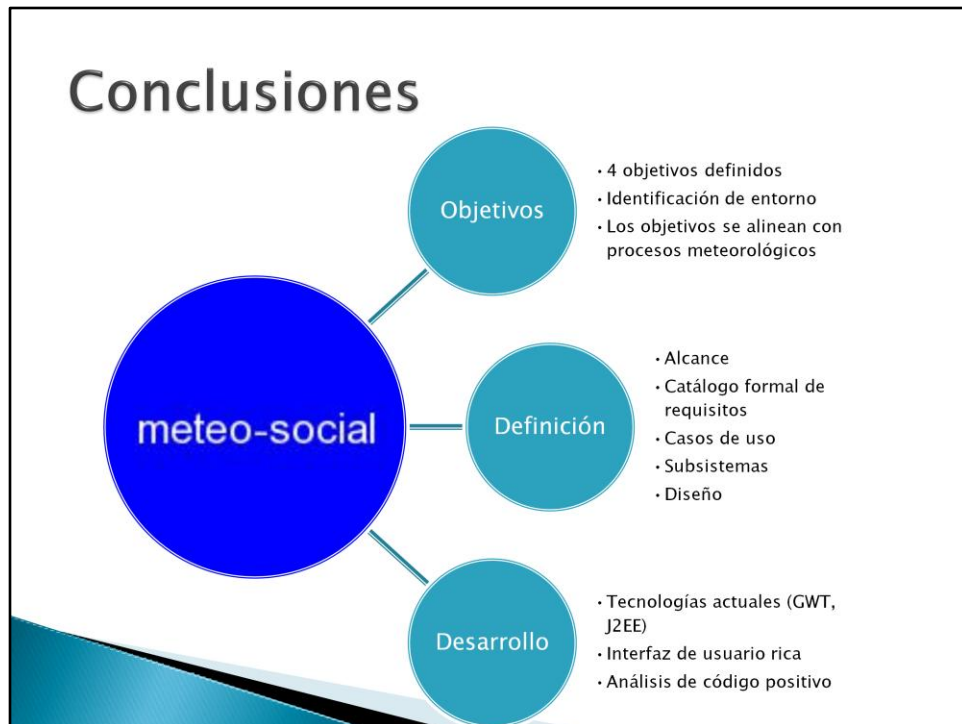 Conclusiones
meteo-social
Objetivos
• 4 objetivos definidos
• Identificación de entorno
• Los objetivos se alinean con
procesos meteorológicos
Definición
• Alcance
• Catálogo formal de
requisitos
• Casos de uso
• Subsistemas
• Diseño
Desarrollo
• Tecnologías actuales (GWT,
J2EE)
• Interfaz de usuario rica
• Análisis de código positivo